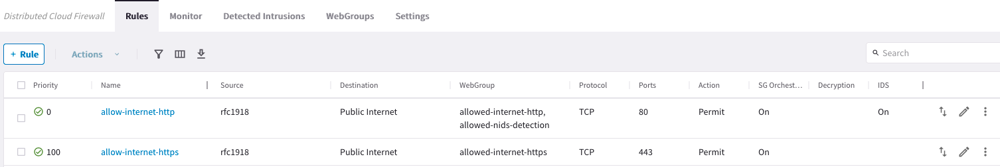 Distributed Cloud Firewall Rules Monitor Detected Intrusions WebGroups Settings
+ Rule Actions Search
Priority Name Source Destination WebGroup Protocol Ports Action SG Orchest... Decryption IDS
0 allow-internet-http rfc1918 Public Internet allowed-internet-http, TCP 80 Permit On On
allowed-nids-detection
100 allow-internet-https rfc1918 Public Internet allowed-internet-https TCP 443 Permit On